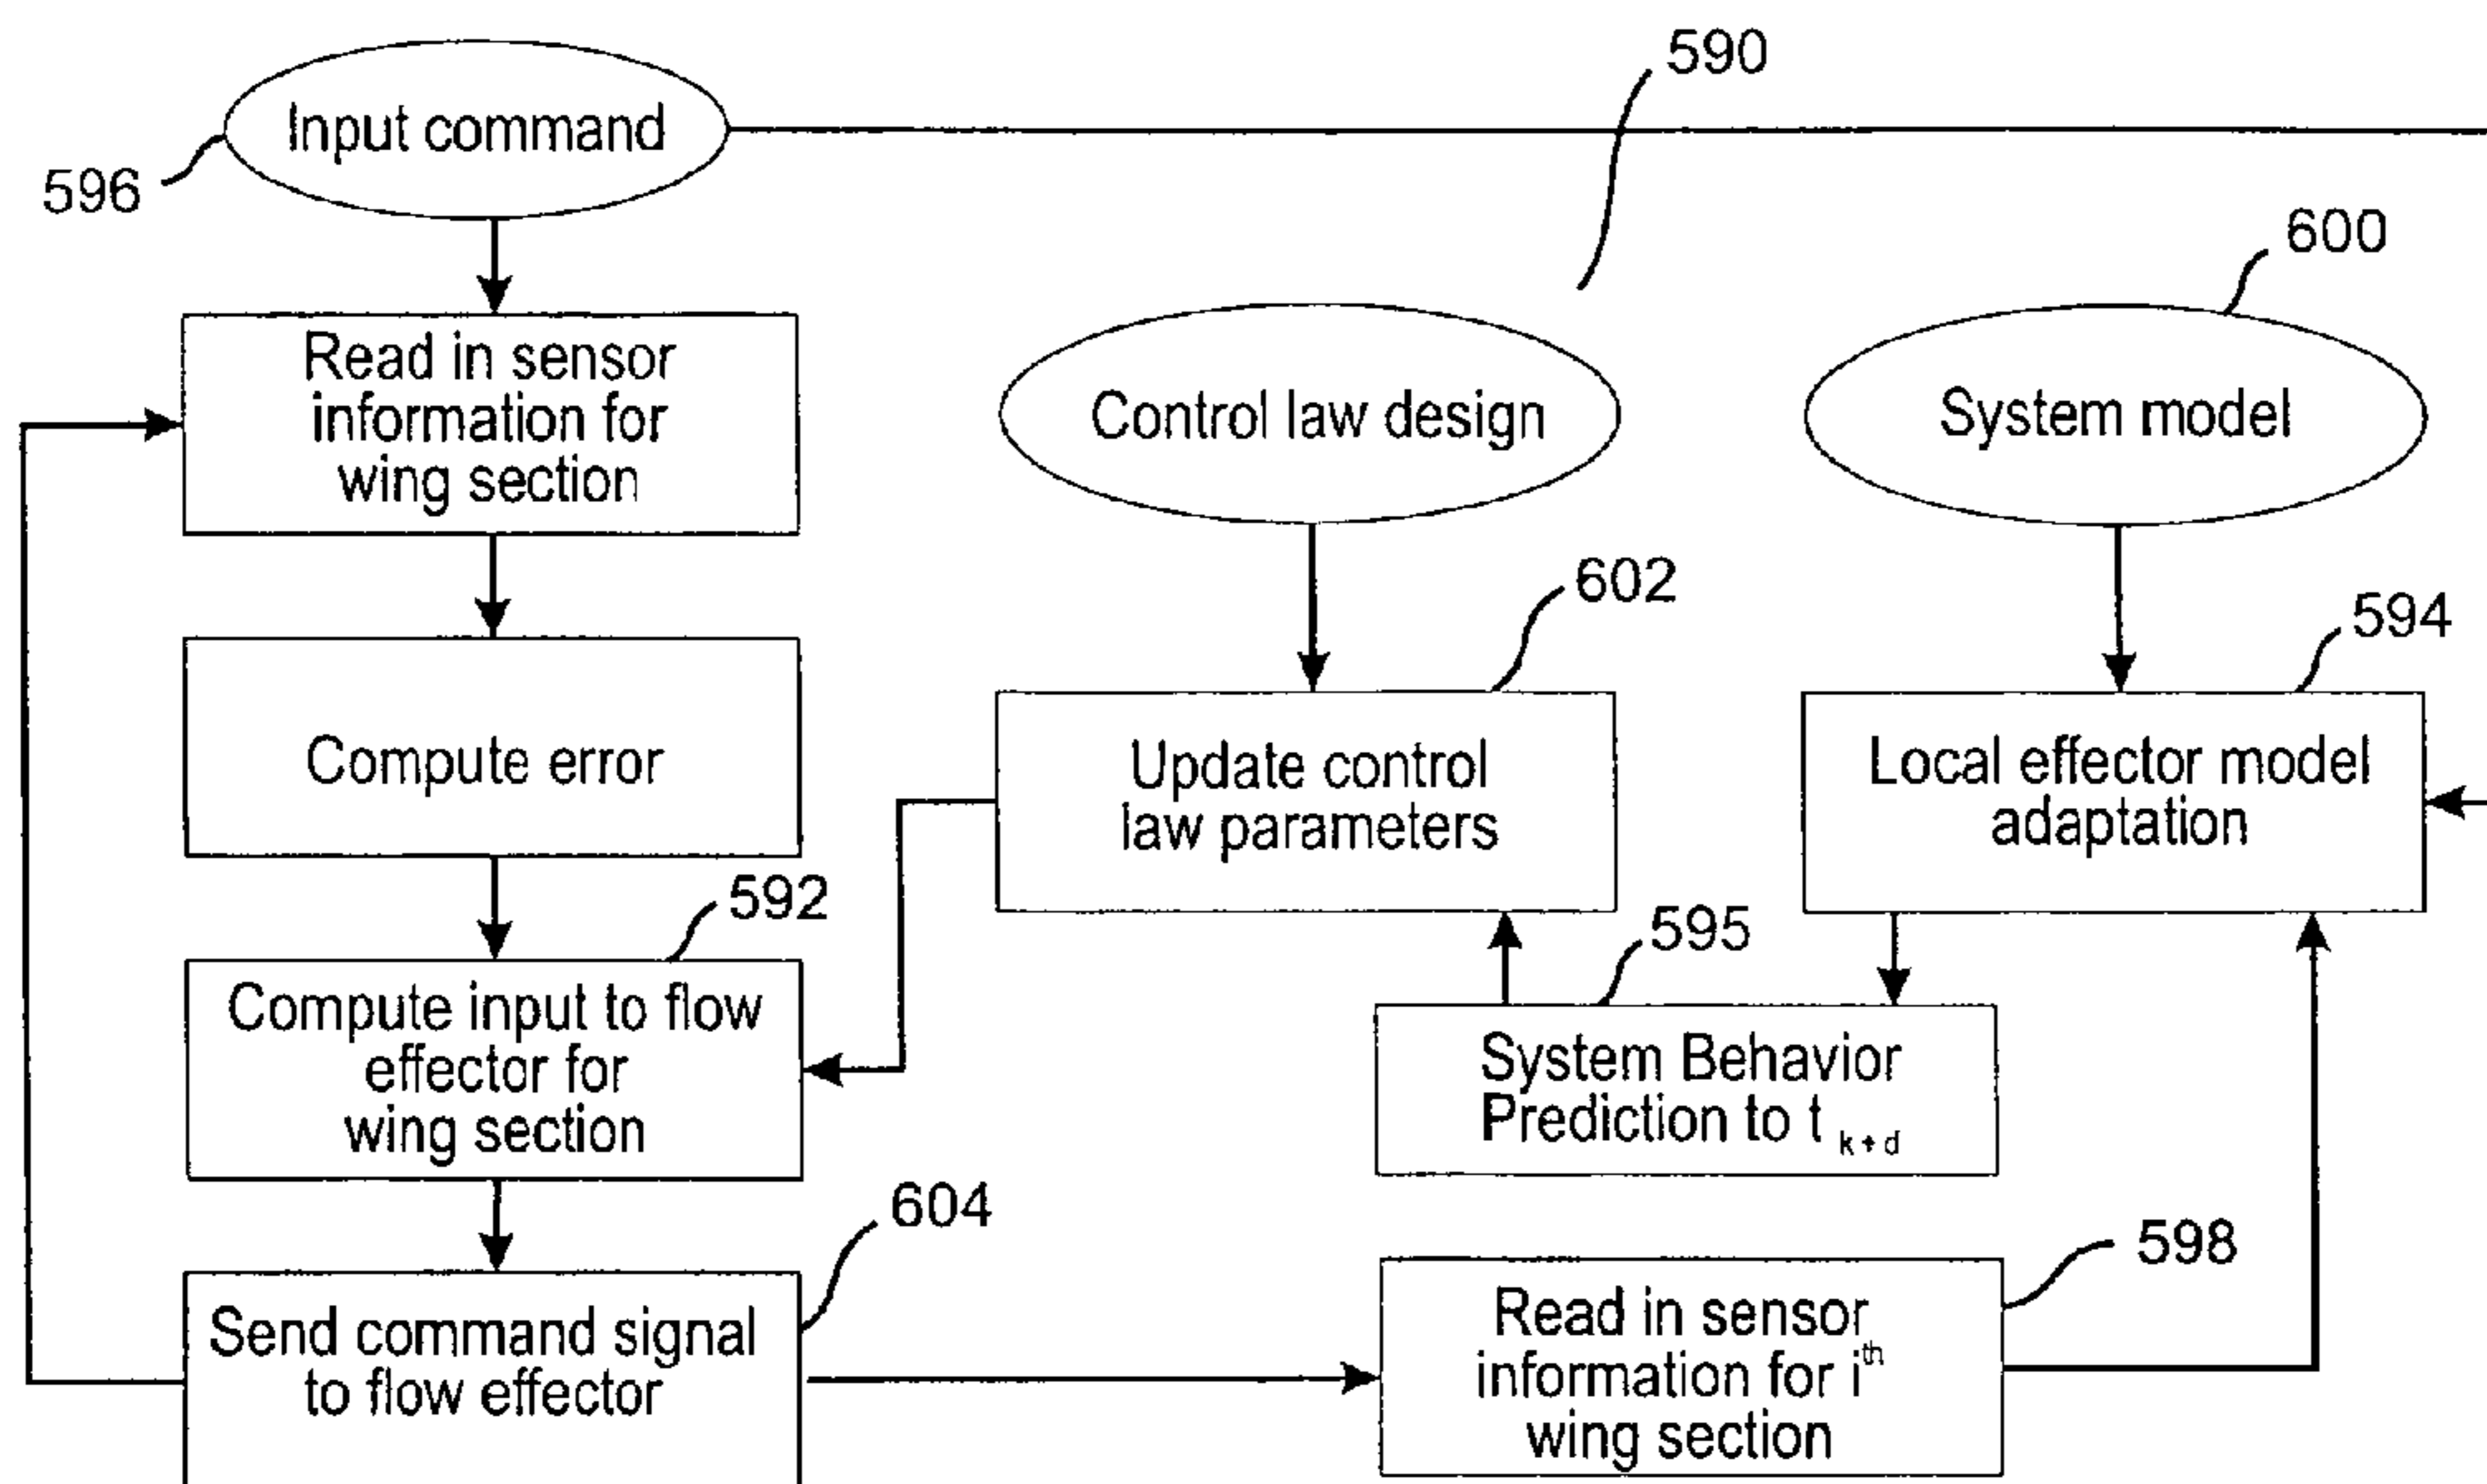 590
Input command
596
600
Read in sensor
information for
wing section
Control law design
System model
602
594
Compute error
Update control
law parameters
Local effector model
adaptation
592
595
Compute input to flow
effector for
wing section
System Behavior
Prediction to t k + d
604
598
Send command signal
to flow effector
Read in sensor
information for i th
wing section